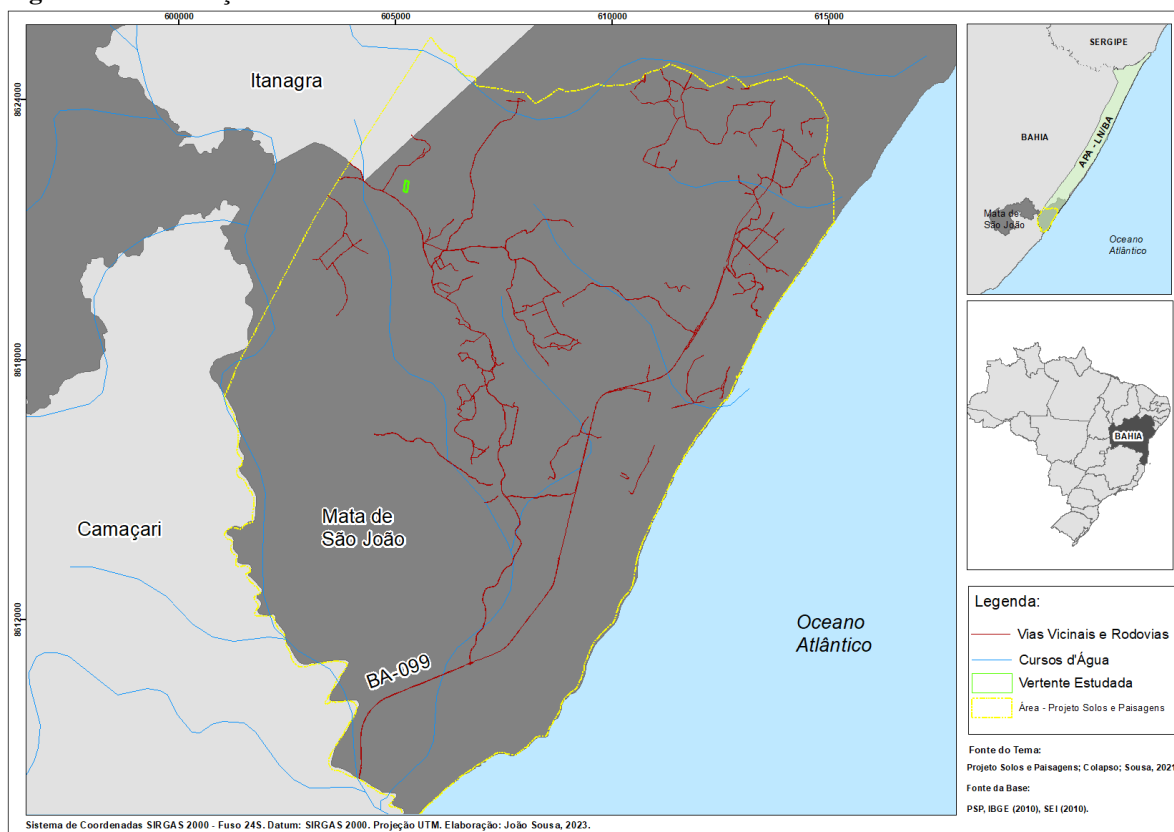 600000
605000
610000
615000
8624000
8618000
8612000
Itanagra
Camaçari
Mata de
São João
BA-099
Oceano
Atlântico
SERGIPE
BAHIA
APA - LN/BA
Mata de
São João
Oceano
Atlântico
BAHIA
Legenda:
Vias Vicinais e Rodovias
Cursos d'Água
Vertente Estudada
Área - Projeto Solos e Paisagens
Fonte do Tema:
Projeto Solos e Paisagens; Colapso; Sousa, 2021
Fonte da Base:
PSP, IBGE (2010), SEI (2010).
Sistema de Coordenadas SIRGAS 2000 - Fuso 24S. Datum: SIRGAS 2000. Projeção UTM. Elaboração: João Sousa, 2023.